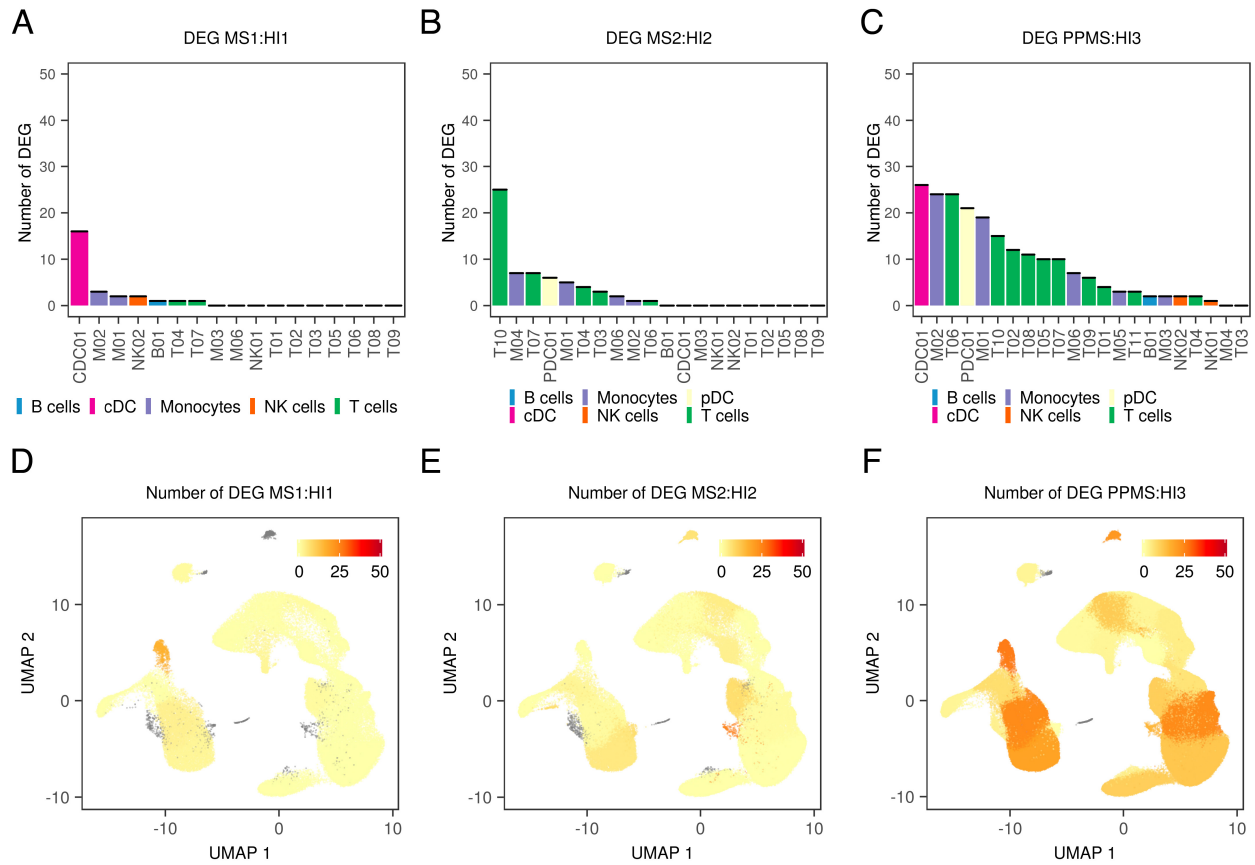 A
B
C
DEG MS1:HI1
DEG MS2:HI2
DEG PPMS:HI3
Number of DEG
50
40
30
20
10
0
CDC01
M02
M01
NK02
B01
T04
T07
M03
M06
NK01
T01
T02
T03
T05
T06
T08
T09
B cells
cDC
Monocytes
NK cells
T cells
Number of DEG
50
40
30
20
10
0
T10
M04
T07
PDC01
M01
T04
T03
M06
M02
T06
B01
CDC01
M03
NK01
NK02
T01
T02
T05
T08
T09
B cells
Monocytes
pDC
cDC
NK cells
T cells
Number of DEG
50
40
30
20
10
0
CDC01
M02
T06
PDC01
M01
T10
T02
T08
T05
T07
M06
T09
T01
M05
T11
B01
M03
NK02
T04
NK01
M04
T03
B cells
Monocytes
pDC
cDC
NK cells
T cells
D
E
F
Number of DEG MS1:HI1
Number of DEG MS2:HI2
Number of DEG PPMS:HI3
0 25 50
UMAP 2
10
0
-10
-10 0 10
UMAP 1
0 25 50
UMAP 2
10
0
-10
-10 0 10
UMAP 1
0 25 50
UMAP 2
10
0
-10
-10 0 10
UMAP 1